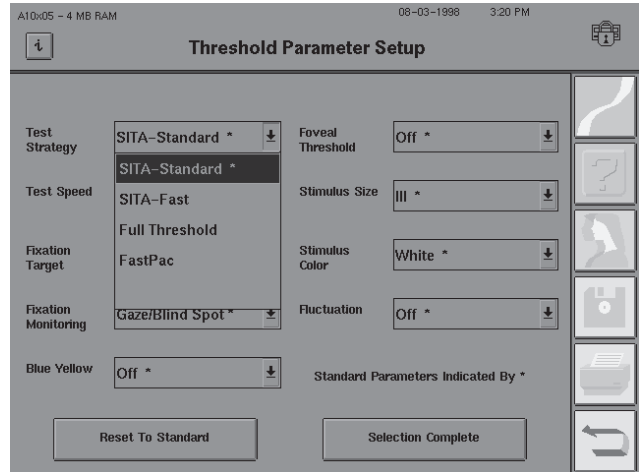 A10x05 - 4 MB RAM
08-03-1998 3:20 PM
i
Threshold Parameter Setup
Test Strategy
SITA-Standard *
SITA-Standard *
SITA-Fast
Full Threshold
FastPac
Test Speed
Fixation Target
Fixation Monitoring
Gaze/Blind Spot *
Blue Yellow
Off *
Foveal Threshold
Off *
Stimulus Size
III *
Stimulus Color
White *
Fluctuation
Off *
Standard Parameters Indicated By *
Reset To Standard
Selection Complete
?